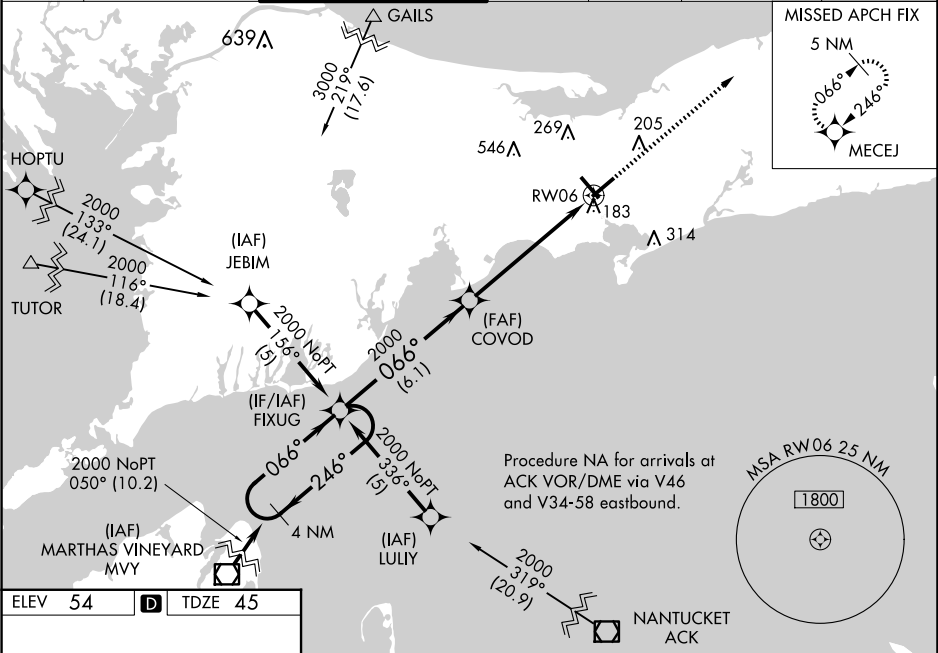 GAILS
639
3000
219°
(17.6)
MISSED APCH FIX
5 NM
066°
246°
MECEJ
546
269
205
HOPTU
2000
133°
(24.1)
RW06
183
314
(IAF)
JEBIM
2000
116°
(18.4)
TUTOR
2000 NoPT
156°
(5)
(FAF)
COVOD
2000
066°
(6.1)
(IF/IAF)
FIXUG
066°
246°
2000 NoPT
336°
(5)
2000 NoPT
050° (10.2)
4 NM
Procedure NA for arrivals at
ACK VOR/DME via V46
and V34-58 eastbound.
MSA RW06 25 NM
1800
(IAF)
MARTHAS VINEYARD
MVY
(IAF)
LULIY
2000
319°
(20.9)
NANTUCKET
ACK
ELEV 54 D TDZE 45